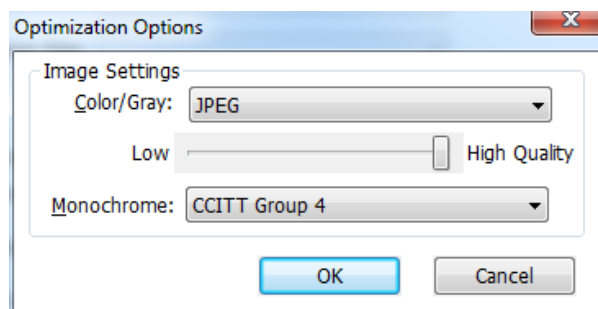 Optimization Options
Image Settings
Color/Gray: JPEG
Low High Quality
Monochrome: CCITT Group 4
OK Cancel